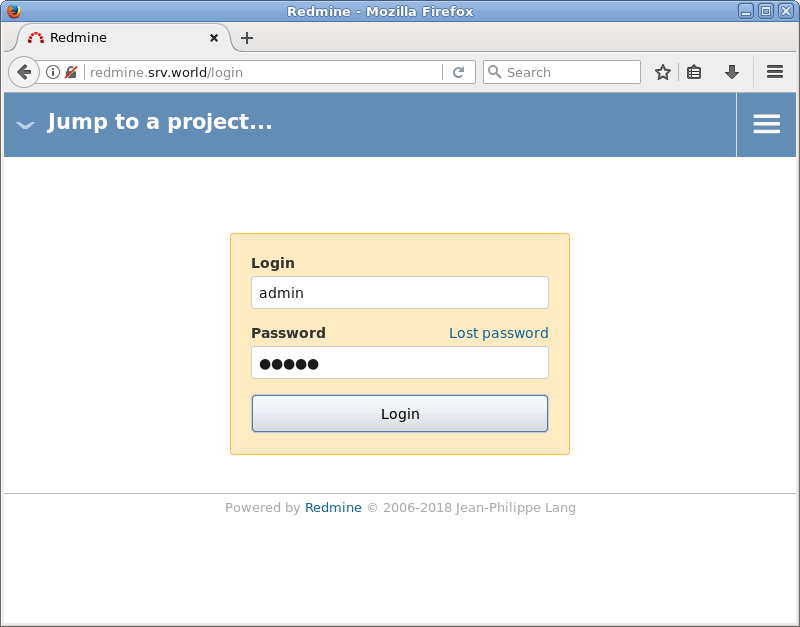 Redmine - Mozilla Firefox
Redmine
redmine.srv.world/login
Search
Jump to a project...
Login
admin
Password Lost password
●●●●●
Login
Powered by Redmine © 2006-2018 Jean-Philippe Lang